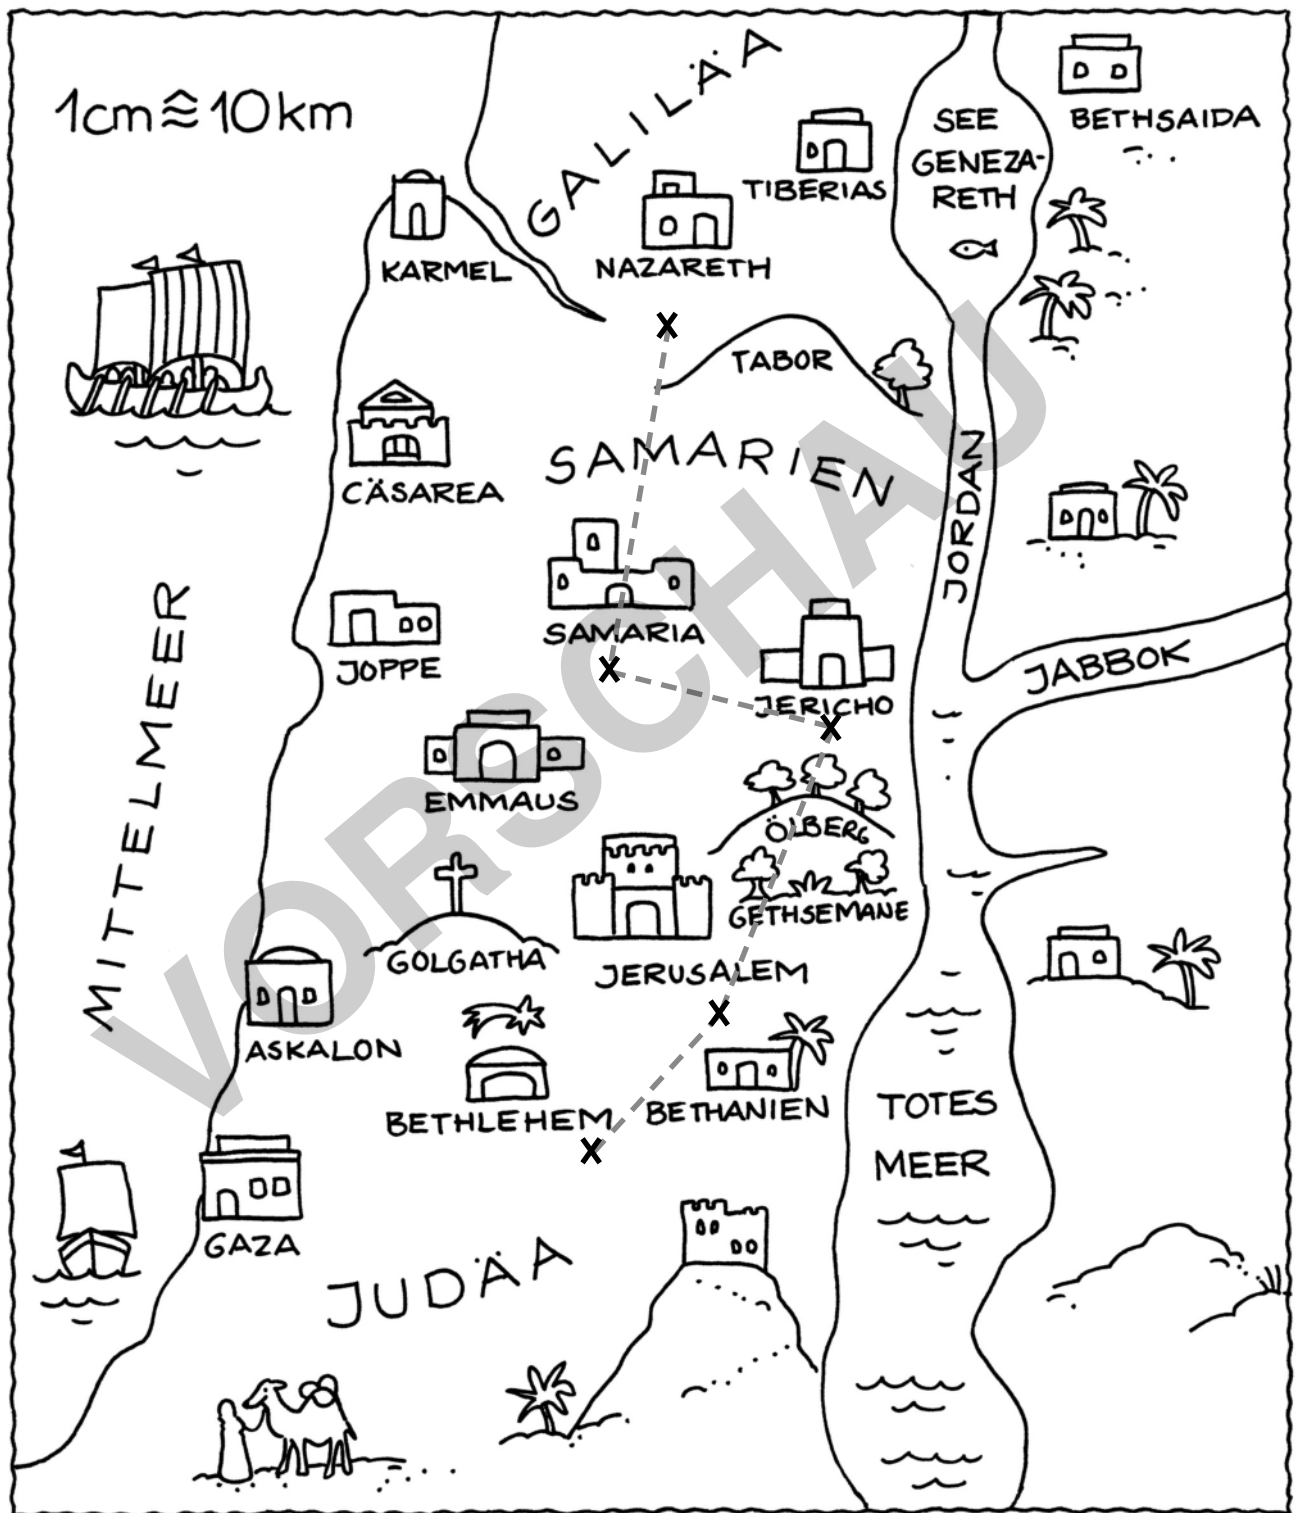 1cm ≙ 10km
GALILÄA
BETHSAIDA
SEE
GENEZA-
RETH
TIBERIAS
KARMEL
NAZARETH
X
TABOR
SAMARIEN
CÄSAREA
JORDAN
MITTELMEER
SAMARIA
JOPPE
X
JABBOK
JERICHO
X
EMMAUS
ÖLBERG
GETHSEMANE
GOLGATHA
JERUSALEM
X
ASKALON
BETHLEHEM
BETHANIEN
X
TOTES
MEER
GAZA
JUDÄA
VORSCHAU